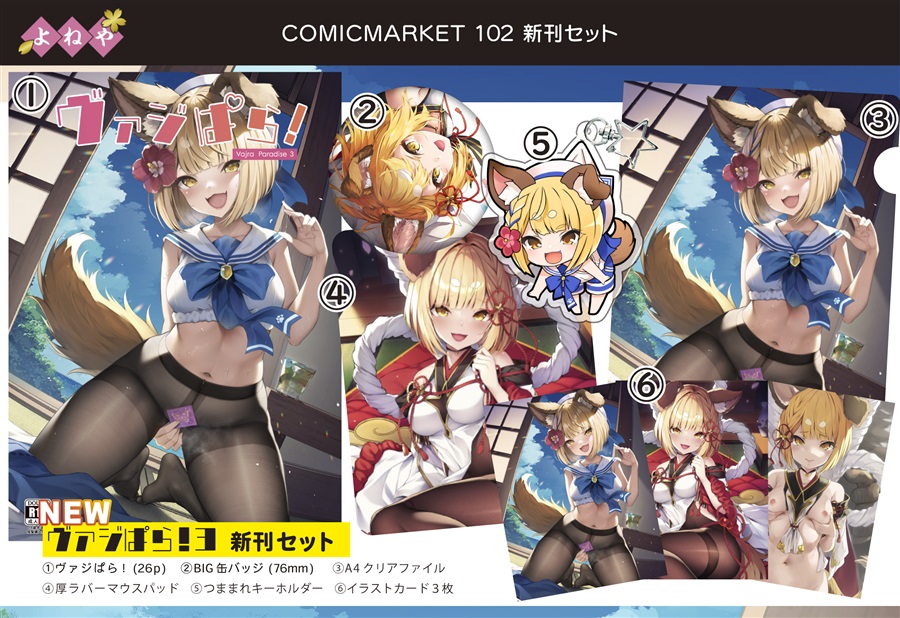 よねや
COMICMARKET 102 新刊セット
①
ヴァジぱら!
Vajra Paradise 3
②
③
④
⑤
⑥
NEW
ヴァジぱら!3 新刊セット
①ヴァジぱら! (26p) ②BIG缶バッジ (76mm) ③A4クリアファイル
④厚ラバーマウスパッド ⑤つままれキーホルダー ⑥イラストカード3枚